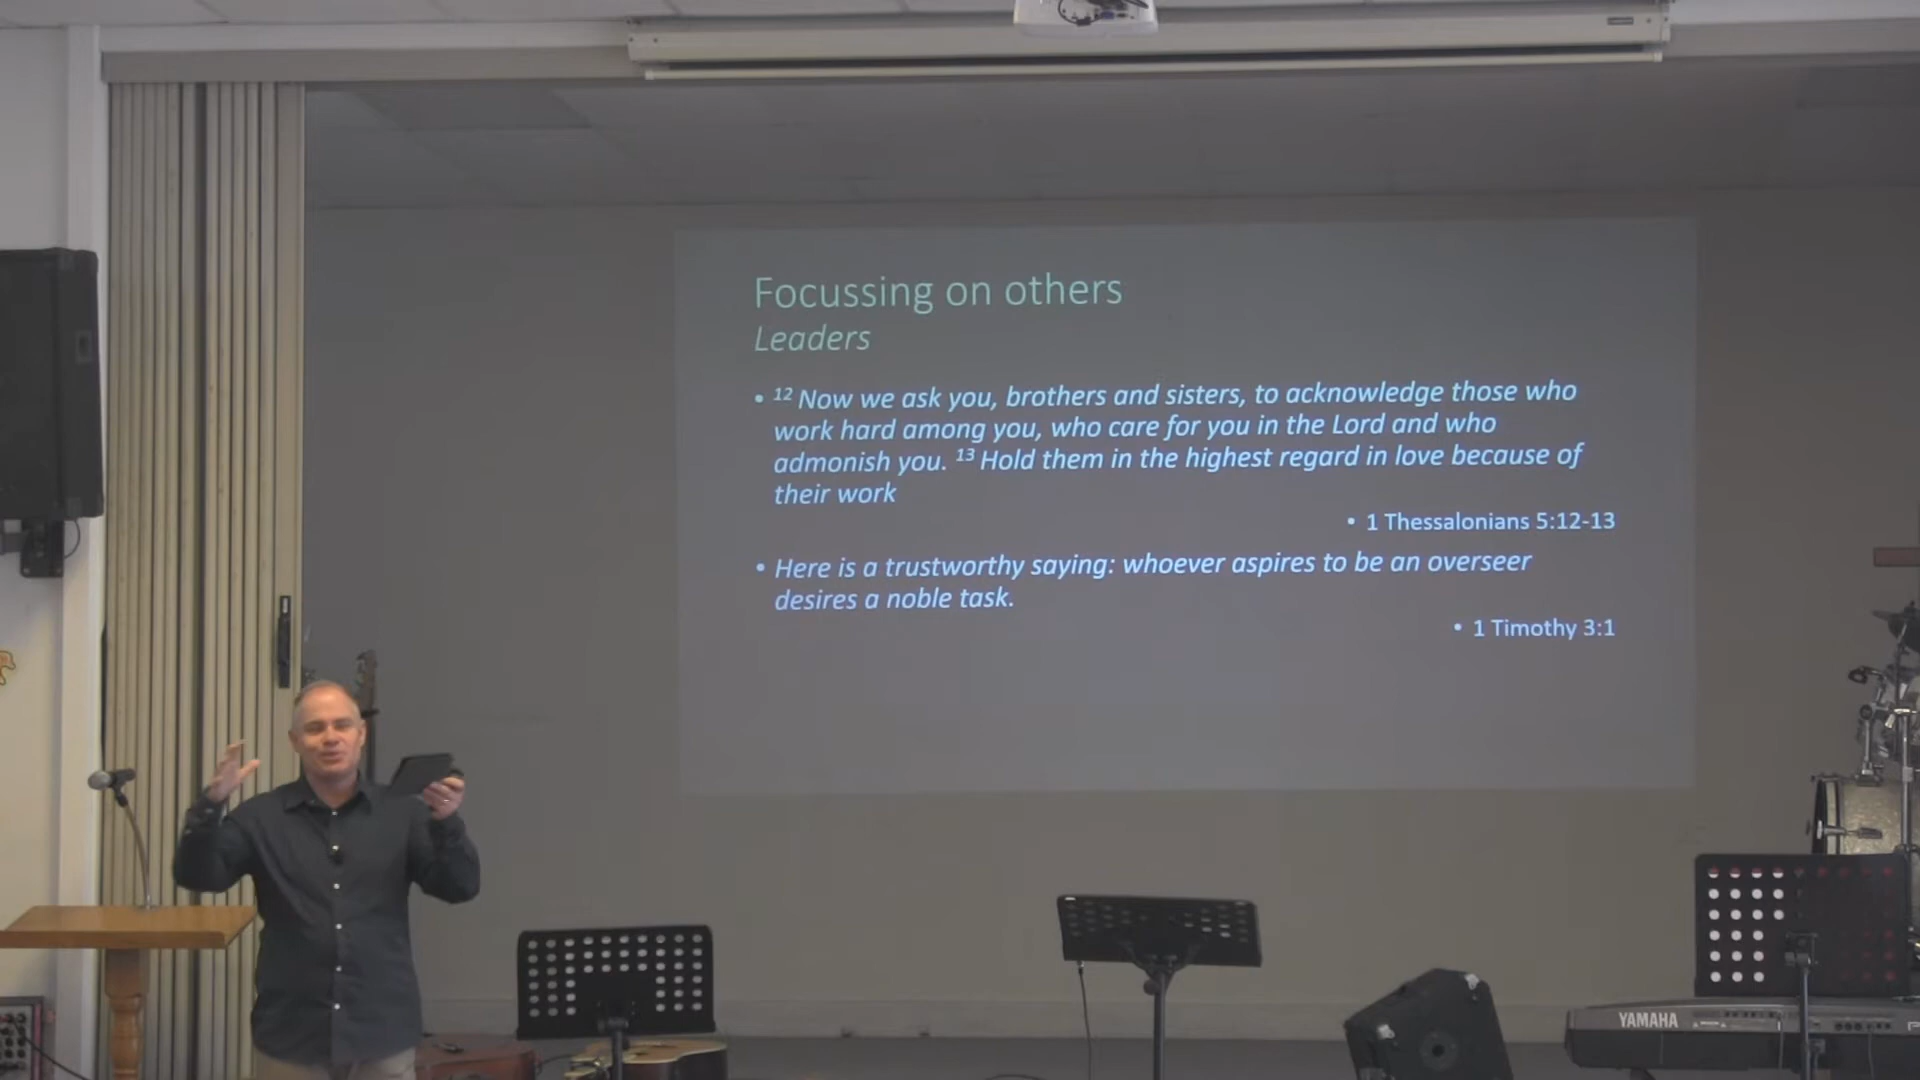 Focussing on others
Leaders
• ¹² Now we ask you, brothers and sisters, to acknowledge those who
work hard among you, who care for you in the Lord and who
admonish you. ¹³ Hold them in the highest regard in love because of
their work
• 1 Thessalonians 5:12-13
• Here is a trustworthy saying: whoever aspires to be an overseer
desires a noble task.
• 1 Timothy 3:1
YAMAHA